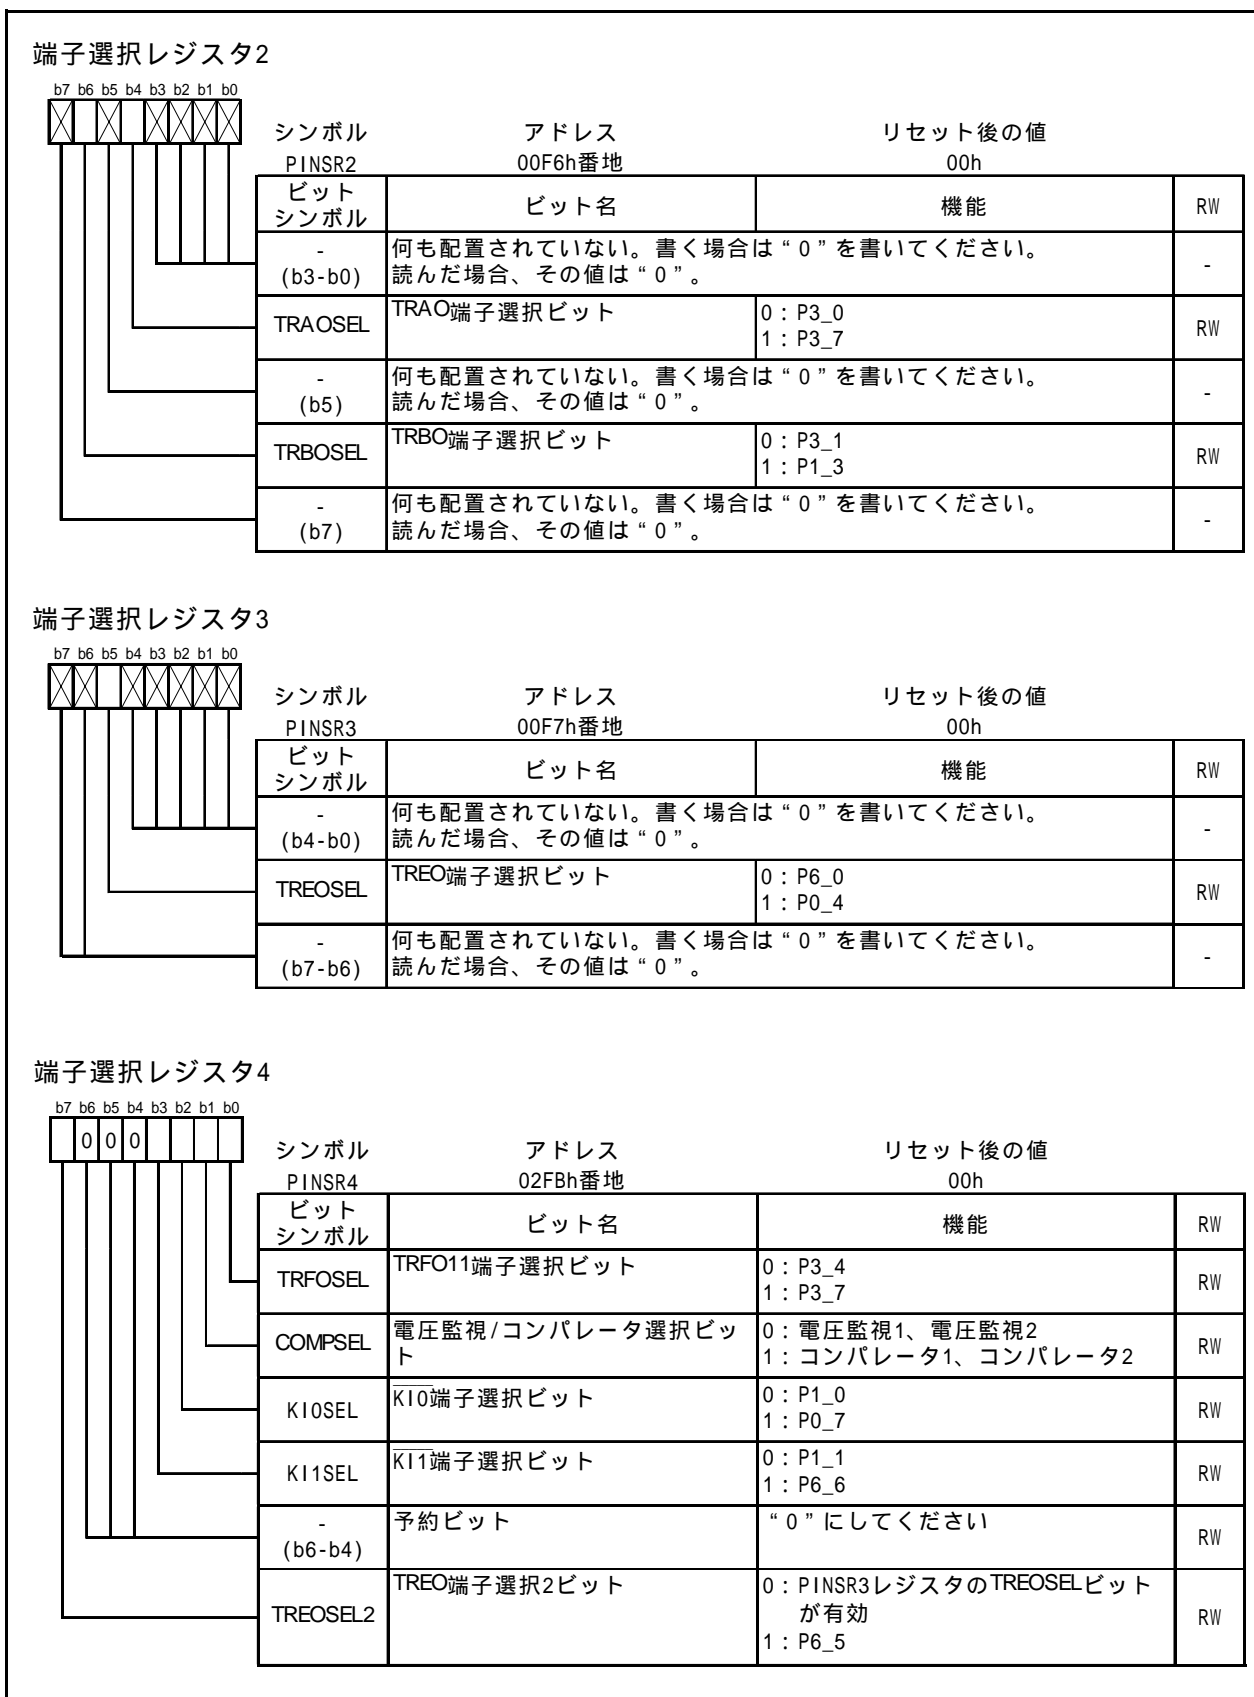 端子選択レジスタ2
b7 b6 b5 b4 b3 b2 b1 b0
シンボル アドレス リセット後の値
PINSR2 00F6h番地 00h
ビット
シンボル ビット名 機能 RW
-
(b3-b0) 何も配置されていない。書く場合は“0”を書いてください。
読んだ場合、その値は“0”。 -
TRAOSEL TRAO端子選択ビット 0：P3_0
1：P3_7 RW
-
(b5) 何も配置されていない。書く場合は“0”を書いてください。
読んだ場合、その値は“0”。 -
TRBOSEL TRBO端子選択ビット 0：P3_1
1：P1_3 RW
-
(b7) 何も配置されていない。書く場合は“0”を書いてください。
読んだ場合、その値は“0”。 -
端子選択レジスタ3
b7 b6 b5 b4 b3 b2 b1 b0
シンボル アドレス リセット後の値
PINSR3 00F7h番地 00h
ビット
シンボル ビット名 機能 RW
-
(b4-b0) 何も配置されていない。書く場合は“0”を書いてください。
読んだ場合、その値は“0”。 -
TREOSEL TREO端子選択ビット 0：P6_0
1：P0_4 RW
-
(b7-b6) 何も配置されていない。書く場合は“0”を書いてください。
読んだ場合、その値は“0”。 -
端子選択レジスタ4
b7 b6 b5 b4 b3 b2 b1 b0
0 0 0
シンボル アドレス リセット後の値
PINSR4 02FBh番地 00h
ビット
シンボル ビット名 機能 RW
TRFOSEL TRFO11端子選択ビット 0：P3_4
1：P3_7 RW
COMPSEL 電圧監視/コンパレータ選択ビッ
ト 0：電圧監視1、電圧監視2
1：コンパレータ1、コンパレータ2 RW
KI0SEL KI0端子選択ビット 0：P1_0
1：P0_7 RW
KI1SEL KI1端子選択ビット 0：P1_1
1：P6_6 RW
-
(b6-b4) 予約ビット “0”にしてください RW
TREOSEL2 TREO端子選択2ビット 0：PINSR3レジスタのTREOSELビット
が有効
1：P6_5 RW